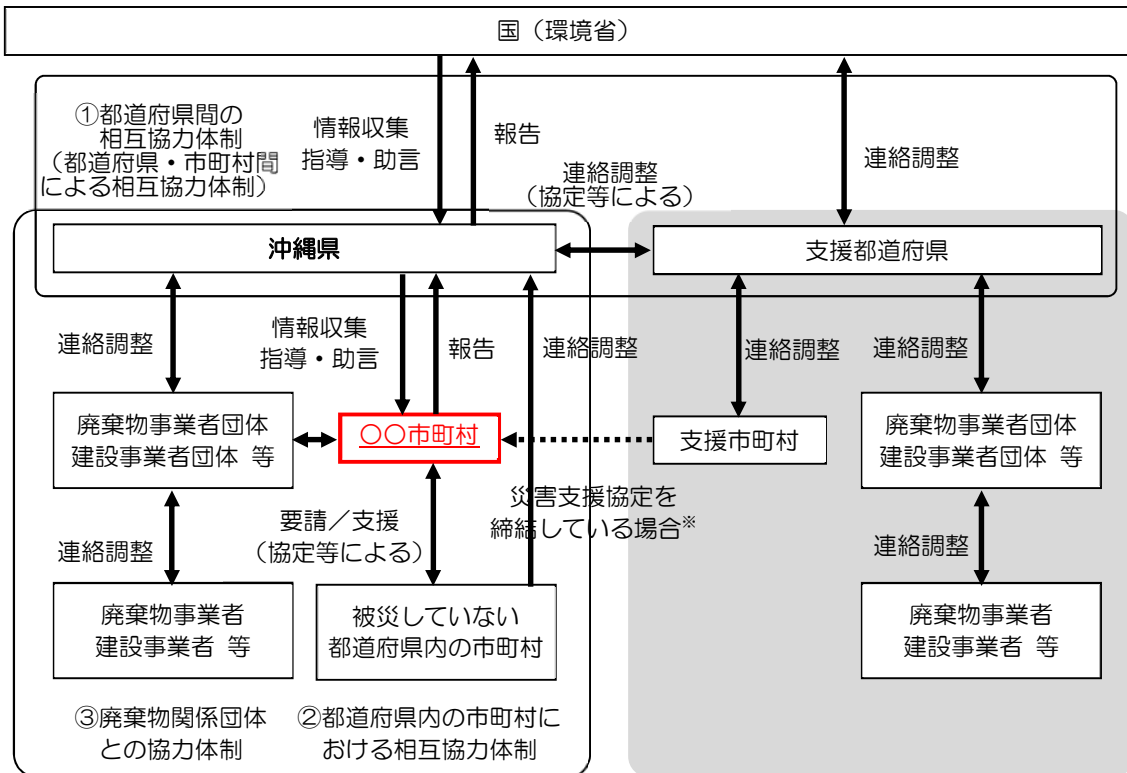 国（環境省）
①都道府県間の
相互協力体制
（都道府県・市町村間
による相互協力体制）
情報収集
指導・助言
報告
連絡調整
（協定等による）
連絡調整
沖縄県
支援都道府県
連絡調整
情報収集
指導・助言
報告
連絡調整
連絡調整
連絡調整
廃棄物事業者団体
建設事業者団体 等
〇〇市町村
支援市町村
廃棄物事業者団体
建設事業者団体 等
連絡調整
要請／支援
（協定等による）
災害支援協定を
締結している場合※
連絡調整
廃棄物事業者
建設事業者 等
被災していない
都道府県内の市町村
廃棄物事業者
建設事業者 等
③廃棄物関係団体
との協力体制
②都道府県内の市町村に
おける相互協力体制